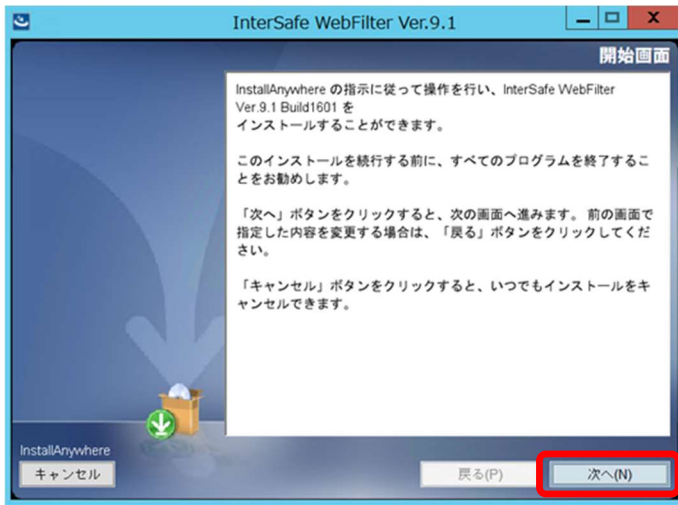 InterSafe WebFilter Ver.9.1
開始画面
InstallAnywhere の指示に従って操作を行い、InterSafe WebFilter
Ver.9.1 Build1601 を
インストールすることができます。
このインストールを続行する前に、すべてのプログラムを終了するこ
とをお勧めします。
「次へ」ボタンをクリックすると、次の画面へ進みます。 前の画面で
指定した内容を変更する場合は、「戻る」ボタンをクリックしてくだ
さい。
「キャンセル」ボタンをクリックすると、いつでもインストールをキ
ャンセルできます。
InstallAnywhere
キャンセル
戻る(P)
次へ(N)